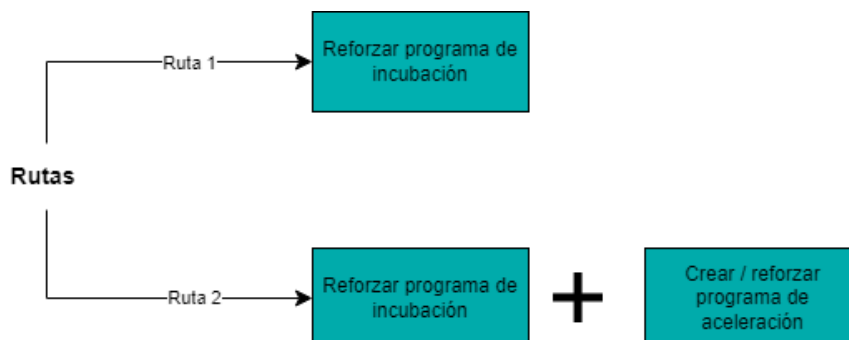 Ruta 1
Reforzar programa de
incubación
Rutas
Ruta 2
Reforzar programa de
incubación
+
Crear / reforzar
programa de
aceleración